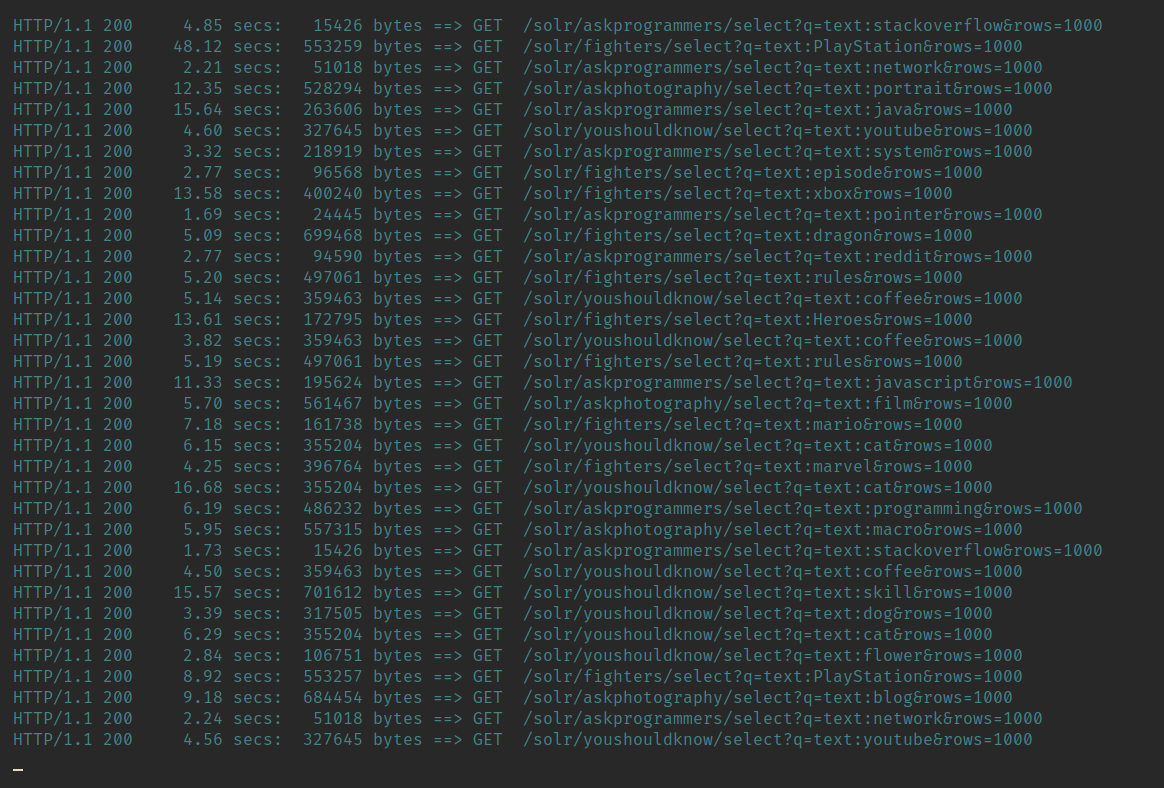 HTTP/1.1 200     4.85 secs:   15426 bytes ==> GET  /solr/askprogrammers/select?q=text:stackoverflow&rows=1000
HTTP/1.1 200    48.12 secs:  553259 bytes ==> GET  /solr/fighters/select?q=text:PlayStation&rows=1000
HTTP/1.1 200     2.21 secs:   51018 bytes ==> GET  /solr/askprogrammers/select?q=text:network&rows=1000
HTTP/1.1 200    12.35 secs:  528294 bytes ==> GET  /solr/askphotography/select?q=text:portrait&rows=1000
HTTP/1.1 200    15.64 secs:  263606 bytes ==> GET  /solr/askprogrammers/select?q=text:java&rows=1000
HTTP/1.1 200     4.60 secs:  327645 bytes ==> GET  /solr/youshouldknow/select?q=text:youtube&rows=1000
HTTP/1.1 200     3.32 secs:  218919 bytes ==> GET  /solr/askprogrammers/select?q=text:system&rows=1000
HTTP/1.1 200     2.77 secs:   96568 bytes ==> GET  /solr/fighters/select?q=text:episode&rows=1000
HTTP/1.1 200    13.58 secs:  400240 bytes ==> GET  /solr/fighters/select?q=text:xbox&rows=1000
HTTP/1.1 200     1.69 secs:   24445 bytes ==> GET  /solr/askprogrammers/select?q=text:pointer&rows=1000
HTTP/1.1 200     5.09 secs:  699468 bytes ==> GET  /solr/fighters/select?q=text:dragon&rows=1000
HTTP/1.1 200     2.77 secs:   94590 bytes ==> GET  /solr/askprogrammers/select?q=text:reddit&rows=1000
HTTP/1.1 200     5.20 secs:  497061 bytes ==> GET  /solr/fighters/select?q=text:rules&rows=1000
HTTP/1.1 200     5.14 secs:  359463 bytes ==> GET  /solr/youshouldknow/select?q=text:coffee&rows=1000
HTTP/1.1 200    13.61 secs:  172795 bytes ==> GET  /solr/fighters/select?q=text:Heroes&rows=1000
HTTP/1.1 200     3.82 secs:  359463 bytes ==> GET  /solr/youshouldknow/select?q=text:coffee&rows=1000
HTTP/1.1 200     5.19 secs:  497061 bytes ==> GET  /solr/fighters/select?q=text:rules&rows=1000
HTTP/1.1 200    11.33 secs:  195624 bytes ==> GET  /solr/askprogrammers/select?q=text:javascript&rows=1000
HTTP/1.1 200     5.70 secs:  561467 bytes ==> GET  /solr/askphotography/select?q=text:film&rows=1000
HTTP/1.1 200     7.18 secs:  161738 bytes ==> GET  /solr/fighters/select?q=text:mario&rows=1000
HTTP/1.1 200     6.15 secs:  355204 bytes ==> GET  /solr/youshouldknow/select?q=text:cat&rows=1000
HTTP/1.1 200     4.25 secs:  396764 bytes ==> GET  /solr/fighters/select?q=text:marvel&rows=1000
HTTP/1.1 200    16.68 secs:  355204 bytes ==> GET  /solr/youshouldknow/select?q=text:cat&rows=1000
HTTP/1.1 200     6.19 secs:  486232 bytes ==> GET  /solr/askprogrammers/select?q=text:programming&rows=1000
HTTP/1.1 200     5.95 secs:  557315 bytes ==> GET  /solr/askphotography/select?q=text:macro&rows=1000
HTTP/1.1 200     1.73 secs:   15426 bytes ==> GET  /solr/askprogrammers/select?q=text:stackoverflow&rows=1000
HTTP/1.1 200     4.50 secs:  359463 bytes ==> GET  /solr/youshouldknow/select?q=text:coffee&rows=1000
HTTP/1.1 200    15.57 secs:  701612 bytes ==> GET  /solr/youshouldknow/select?q=text:skill&rows=1000
HTTP/1.1 200     3.39 secs:  317505 bytes ==> GET  /solr/youshouldknow/select?q=text:dog&rows=1000
HTTP/1.1 200     6.29 secs:  355204 bytes ==> GET  /solr/youshouldknow/select?q=text:cat&rows=1000
HTTP/1.1 200     2.84 secs:  106751 bytes ==> GET  /solr/youshouldknow/select?q=text:flower&rows=1000
HTTP/1.1 200     8.92 secs:  553257 bytes ==> GET  /solr/fighters/select?q=text:PlayStation&rows=1000
HTTP/1.1 200     9.18 secs:  684454 bytes ==> GET  /solr/askphotography/select?q=text:blog&rows=1000
HTTP/1.1 200     2.24 secs:   51018 bytes ==> GET  /solr/askprogrammers/select?q=text:network&rows=1000
HTTP/1.1 200     4.56 secs:  327645 bytes ==> GET  /solr/youshouldknow/select?q=text:youtube&rows=1000